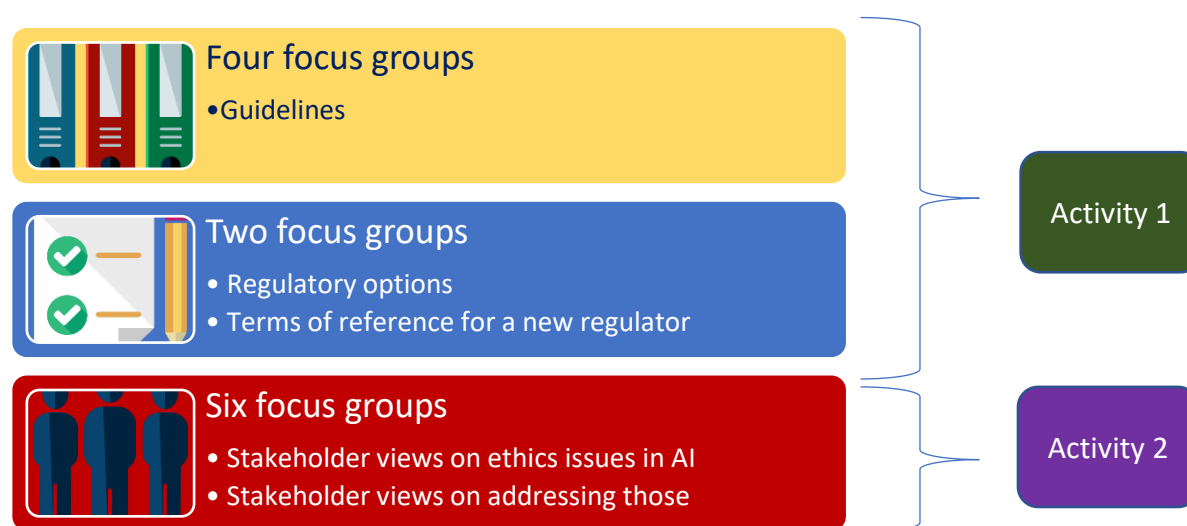 Four focus groups
•Guidelines
Two focus groups
• Regulatory options
• Terms of reference for a new regulator
Six focus groups
• Stakeholder views on ethics issues in AI
• Stakeholder views on addressing those
Activity 1
Activity 2